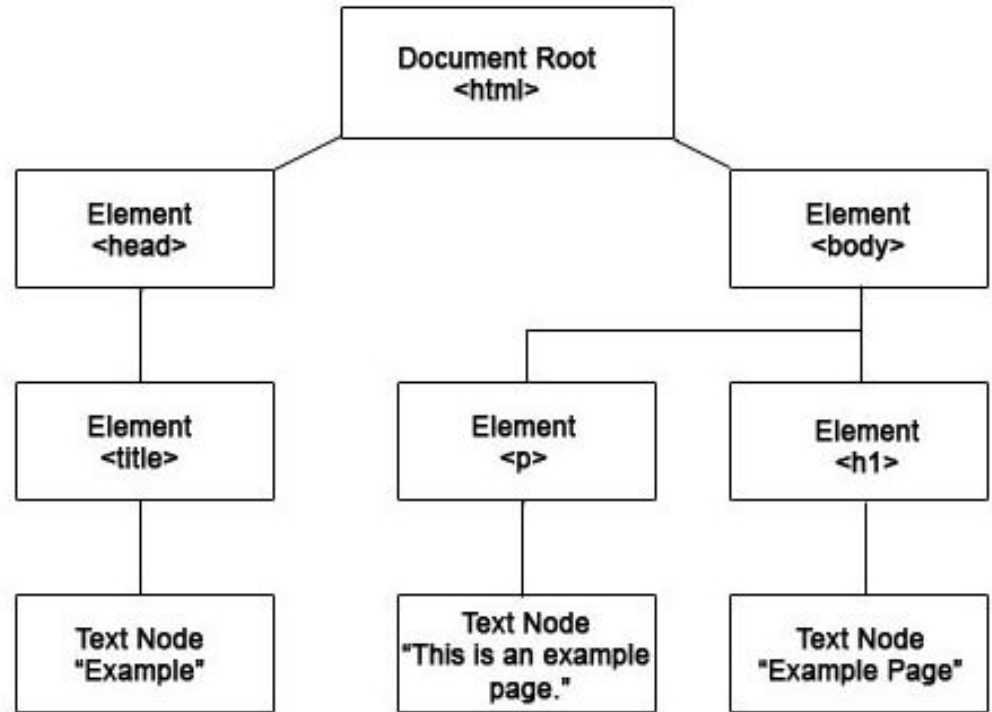 Document Root
<html>
Element
<head>
Element
<body>
Element
<title>
Element
<p>
Element
<h1>
Text Node
“Example”
Text Node
“This is an example
page.”
Text Node
“Example Page”